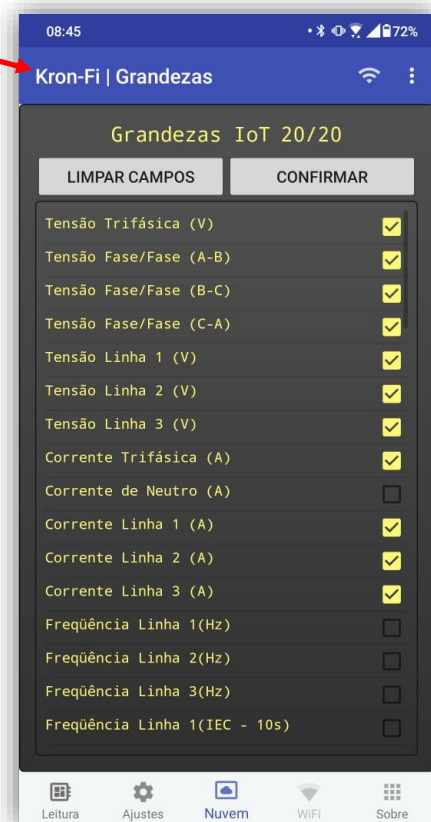 08:45 72%
Kron-Fi | Grandezas
Grandezas IoT 20/20
LIMPAR CAMPOS CONFIRMAR
Tensão Trifásica (V)
Tensão Fase/Fase (A-B)
Tensão Fase/Fase (B-C)
Tensão Fase/Fase (C-A)
Tensão Linha 1 (V)
Tensão Linha 2 (V)
Tensão Linha 3 (V)
Corrente Trifásica (A)
Corrente de Neutro (A)
Corrente Linha 1 (A)
Corrente Linha 2 (A)
Corrente Linha 3 (A)
Freqüência Linha 1(Hz)
Freqüência Linha 2(Hz)
Freqüência Linha 3(Hz)
Freqüência Linha 1(IEC - 10s)
Leitura Ajustes Nuvem WiFi Sobre